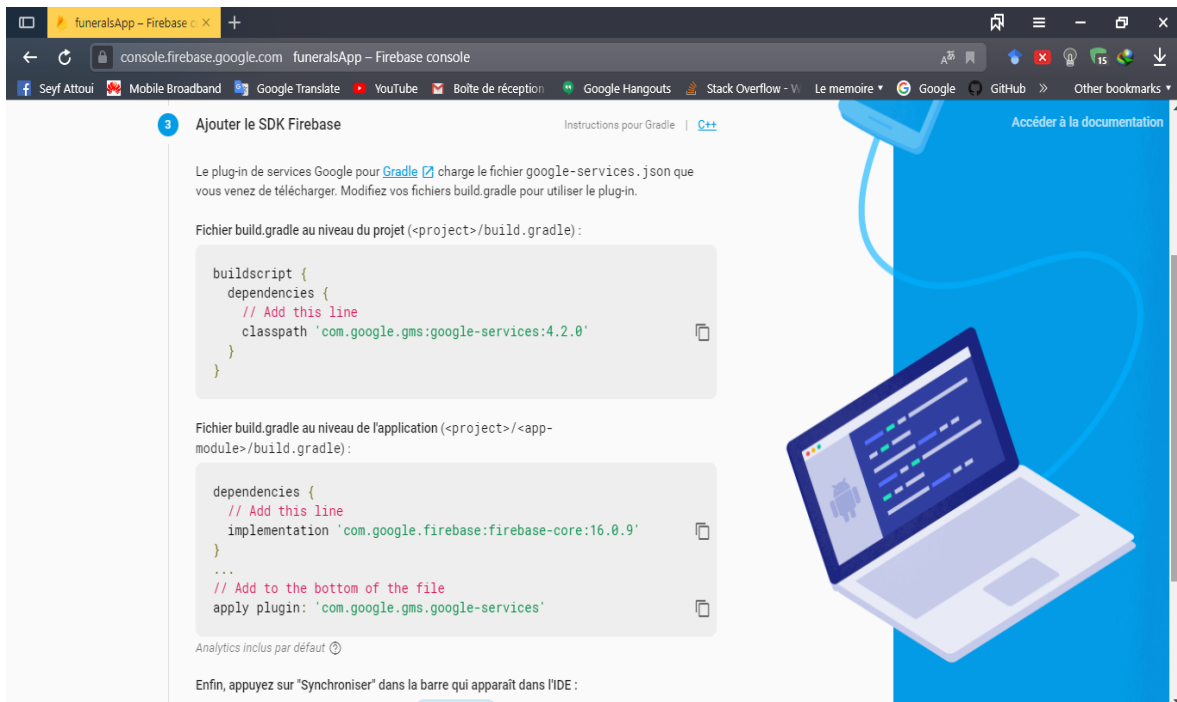 funeralsApp – Firebase c
console.firebase.google.com funeralsApp – Firebase console
Seyf Attoui Mobile Broadband Google Translate YouTube Boîte de réception Google Hangouts Stack Overflow - W Le memoire Google GitHub » Other bookmarks
15
3 Ajouter le SDK Firebase Instructions pour Gradle | C++
Accéder à la documentation
Le plug-in de services Google pour Gradle charge le fichier google-services.json que
vous venez de télécharger. Modifiez vos fichiers build.gradle pour utiliser le plug-in.
Fichier build.gradle au niveau du projet (<project>/build.gradle) :
buildscript {
dependencies {
// Add this line
classpath 'com.google.gms:google-services:4.2.0'
}
}
Fichier build.gradle au niveau de l'application (<project>/<app-
module>/build.gradle) :
dependencies {
// Add this line
implementation 'com.google.firebase:firebase-core:16.0.9'
}
...
// Add to the bottom of the file
apply plugin: 'com.google.gms.google-services'
Analytics inclus par défaut
Enfin, appuyez sur "Synchroniser" dans la barre qui apparaît dans l'IDE :